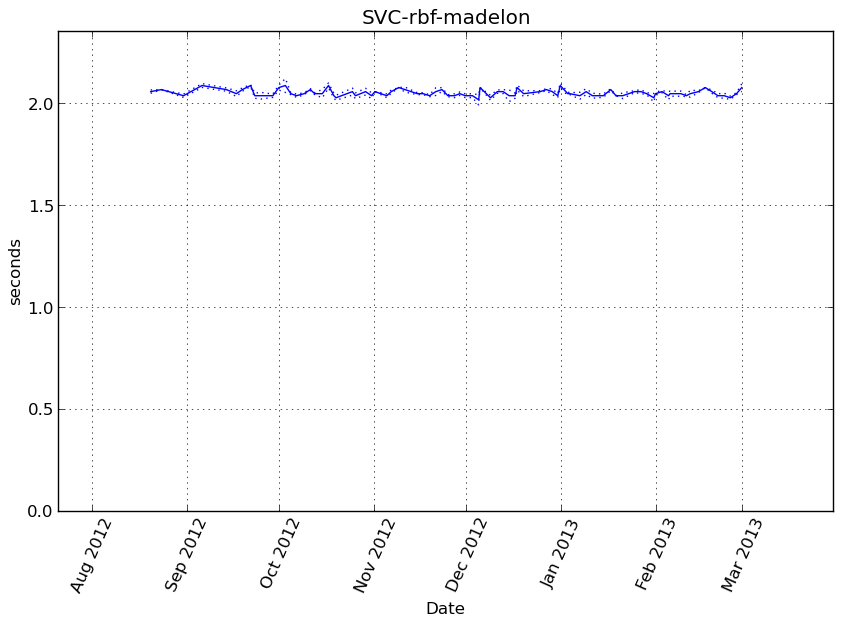 SVC-rbf-madelon
2.0
1.5
1.0
0.5
0.0
seconds
Aug 2012
Sep 2012
Oct 2012
Nov 2012
Dec 2012
Jan 2013
Feb 2013
Mar 2013
Date